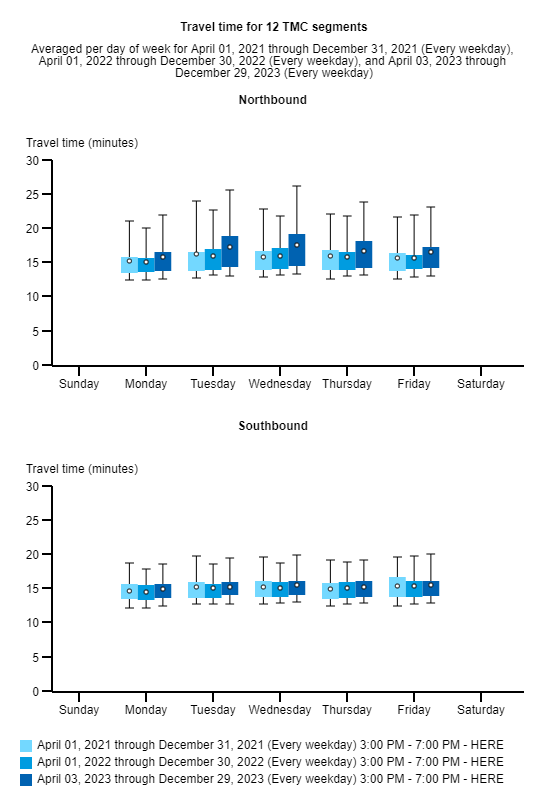 Travel time for 12 TMC segments
Averaged per day of week for April 01, 2021 through December 31, 2021 (Every weekday),
April 01, 2022 through December 30, 2022 (Every weekday), and April 03, 2023 through
December 29, 2023 (Every weekday)
Northbound
Travel time (minutes)
30
25
20
15
10
5
0
Sunday Monday Tuesday Wednesday Thursday Friday Saturday
Southbound
Travel time (minutes)
30
25
20
15
10
5
0
Sunday Monday Tuesday Wednesday Thursday Friday Saturday
April 01, 2021 through December 31, 2021 (Every weekday) 3:00 PM - 7:00 PM - HERE
April 01, 2022 through December 30, 2022 (Every weekday) 3:00 PM - 7:00 PM - HERE
April 03, 2023 through December 29, 2023 (Every weekday) 3:00 PM - 7:00 PM - HERE